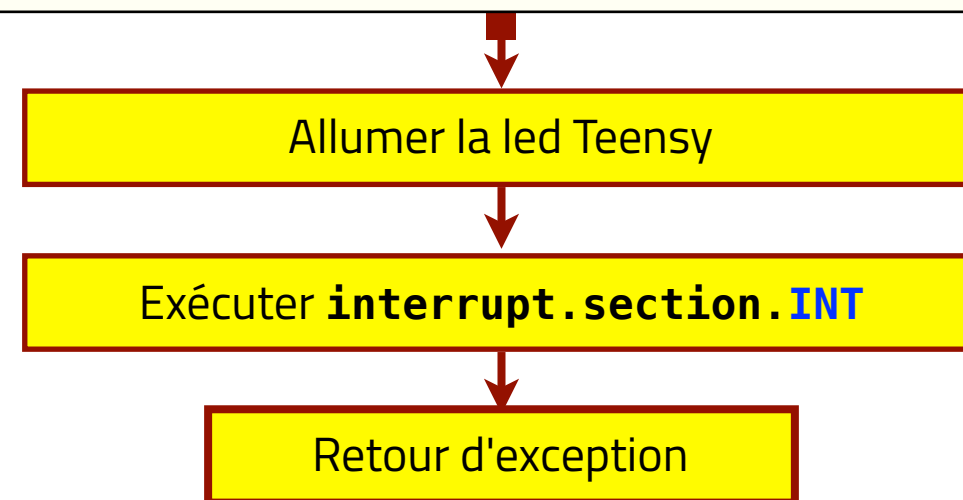 Allumer la led Teensy
Exécuter interrupt.section.INT
Retour d'exception